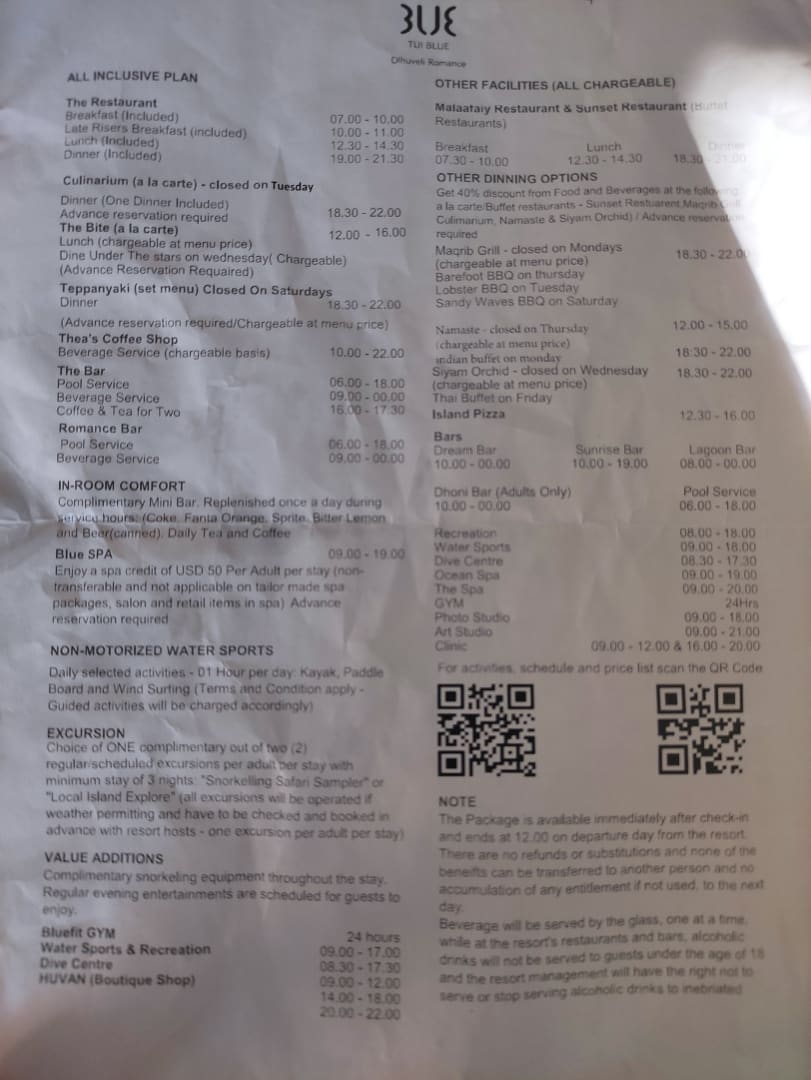 BUE
TUI BLUE
Dhuveli Romance
ALL INCLUSIVE PLAN
The Restaurant
Breakfast (Included) 07.00 - 10.00
Late Risers Breakfast (included) 10.00 - 11.00
Lunch (Included) 12.30 - 14.30
Dinner (Included) 19.00 - 21.30
Culinarium (a la carte) - closed on Tuesday
Dinner (One Dinner Included)
Advance reservation required 18.30 - 22.00
The Bite (a la carte) 12.00 - 16.00
Lunch (chargeable at menu price)
Dine Under The stars on wednesday( Chargeable)
(Advance Reservation Requaired)
Teppanyaki (set menu) Closed On Saturdays
Dinner 18.30 - 22.00
(Advance reservation required/Chargeable at menu price)
Thea's Coffee Shop
Beverage Service (chargeable basis) 10.00 - 22.00
The Bar
Pool Service 06.00 - 18.00
Beverage Service 09.00 - 00.00
Coffee & Tea for Two 16.00 - 17.30
Romance Bar
Pool Service 06.00 - 18.00
Beverage Service 09.00 - 00.00
IN-ROOM COMFORT
Complimentary Mini Bar. Replenished once a day during
service hours: (Coke, Fanta Orange, Sprite, Bitter Lemon
and Beer(canned). Daily Tea and Coffee
Blue SPA 09.00 - 19.00
Enjoy a spa credit of USD 50 Per Adult per stay (non-
transferable and not applicable on tailor made spa
packages, salon and retail items in spa) Advance
reservation required
NON-MOTORIZED WATER SPORTS
Daily selected activities - 01 Hour per day: Kayak, Paddle
Board and Wind Surfing (Terms and Condition apply -
Guided activities will be charged accordingly)
EXCURSION
Choice of ONE complimentary out of two (2)
regular/scheduled excursions per adult per stay with
minimum stay of 3 nights: "Snorkelling Safari Sampler" or
"Local Island Explore" (all excursions will be operated if
weather permitting and have to be checked and booked in
advance with resort hosts - one excursion per adult per stay)
VALUE ADDITIONS
Complimentary snorkeling equipment throughout the stay.
Regular evening entertainments are scheduled for guests to
enjoy.
Bluefit GYM 24 hours
Water Sports & Recreation 09.00 - 17.00
Dive Centre 08.30 - 17.30
HUVAN (Boutique Shop) 09.00 - 12.00
14.00 - 18.00
20.00 - 22.00
OTHER FACILITIES (ALL CHARGEABLE)
Malaafaiy Restaurant & Sunset Restaurant (Buffet
Restaurants)
Breakfast Lunch Dinner
07.30 - 10.00 12.30 - 14.30 18.30 - 21.00
OTHER DINNING OPTIONS
Get 40% discount from Food and Beverages at the following
a la carte/Buffet restaurants - Sunset Restuarent,Maqrib Grill
Culimarium, Namaste & Siyam Orchid) / Advance reservation
required
Maqrib Grill - closed on Mondays 18.30 - 22.00
(chargeable at menu price)
Barefoot BBQ on thursday
Lobster BBQ on Tuesday
Sandy Waves BBQ on Saturday
Namaste - closed on Thursday 12.00 - 15.00
(chargeable at menu price)
indian buffet on monday 18:30 - 22.00
Siyam Orchid - closed on Wednesday 18.30 - 22.00
(chargeable at menu price)
Thai Buffet on Friday
Island Pizza 12.30 - 16.00
Bars
Dream Bar Sunrise Bar Lagoon Bar
10.00 - 00.00 10.00 - 19.00 08.00 - 00.00
Dhoni Bar (Adults Only) Pool Service
10.00 - 00.00 06.00 - 18.00
Recreation 08.00 - 18.00
Water Sports 09.00 - 18.00
Dive Centre 08.30 - 17.30
Ocean Spa 09.00 - 19.00
The Spa 09.00 - 20.00
GYM 24Hrs
Photo Studio 09.00 - 18.00
Art Studio 09.00 - 21.00
Clinic 09.00 - 12.00 & 16.00 - 20.00
For activities, schedule and price list scan the QR Code
NOTE
The Package is available immediately after check-in
and ends at 12.00 on departure day from the resort.
There are no refunds or substitutions and none of the
beneifts can be transferred to another person and no
accumulation of any entitlement if not used, to the next
day.
Beverage will be served by the glass, one at a time,
while at the resort's restaurants and bars, alcoholic
drinks will not be served to guests under the age of 18
and the resort management will have the right not to
serve or stop serving alcoholic drinks to inebriated